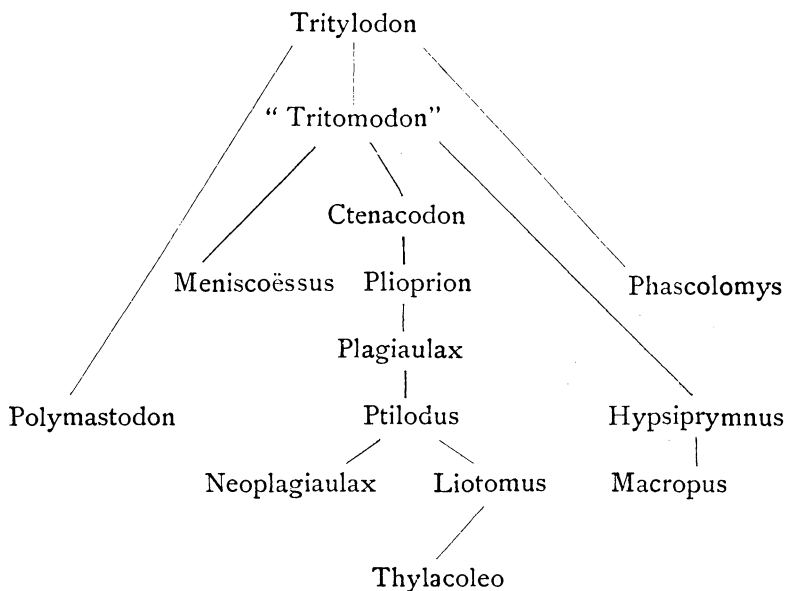 Tritylodon
“ Tritomodon”
Ctenacodon
Meniscoëssus Plioprion Phascolomys
Plagiaulax
Polymastodon Ptilodus Hypsiprymnus
Neoplagiaulax Liotomus Macropus
Thylacoleo